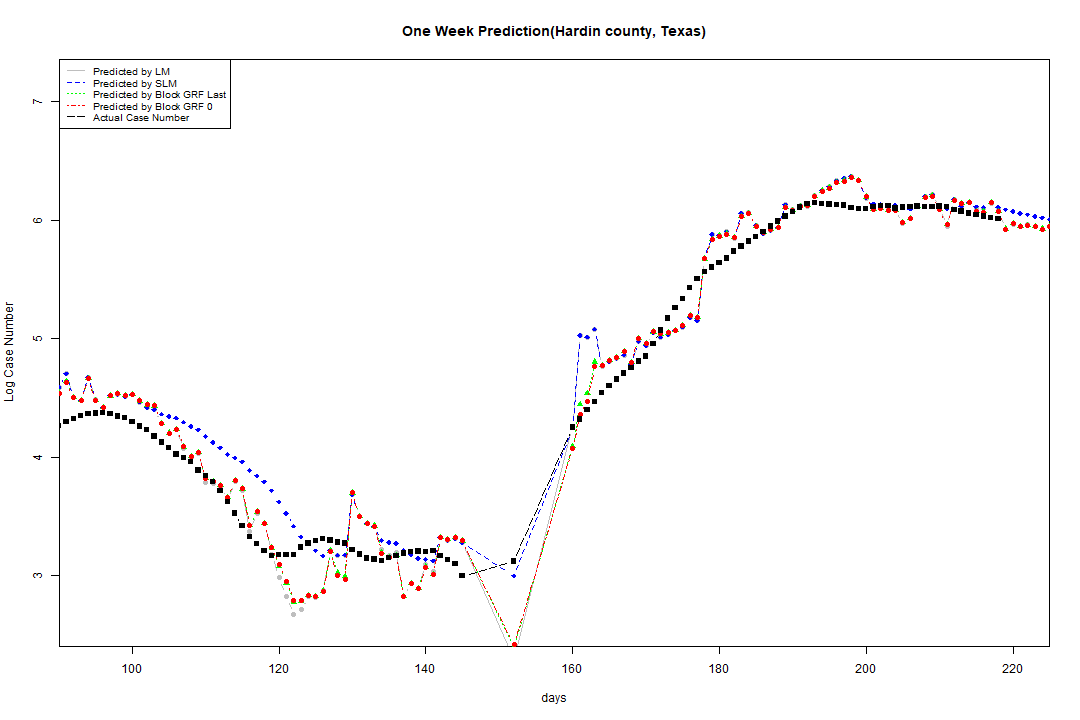 One Week Prediction(Hardin county, Texas)
Predicted by LM
Predicted by SLM
Predicted by Block GRF Last
Predicted by Block GRF 0
Actual Case Number
7
6
5
4
3
Log Case Number
100 120 140 160 180 200 220
days